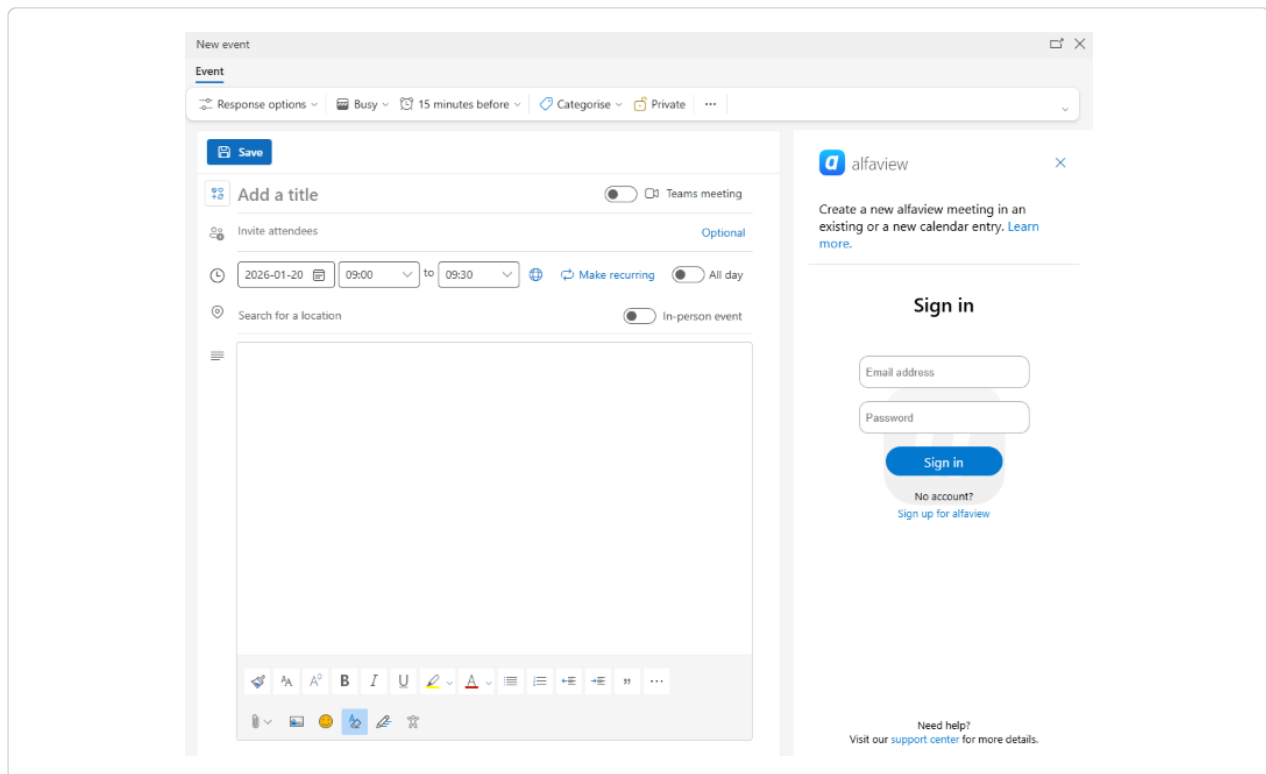 New event
Event
Response options
Busy
15 minutes before
Categorise
Private
Save
Add a title
Teams meeting
Invite attendees
Optional
2026-01-20
09:00
to
09:30
Make recurring
All day
Search for a location
In-person event
B I U A
alfaview
Create a new alfaview meeting in an
existing or a new calendar entry. Learn
more.
Sign in
Email address
Password
Sign in
No account?
Sign up for alfaview
Need help?
Visit our support center for more details.